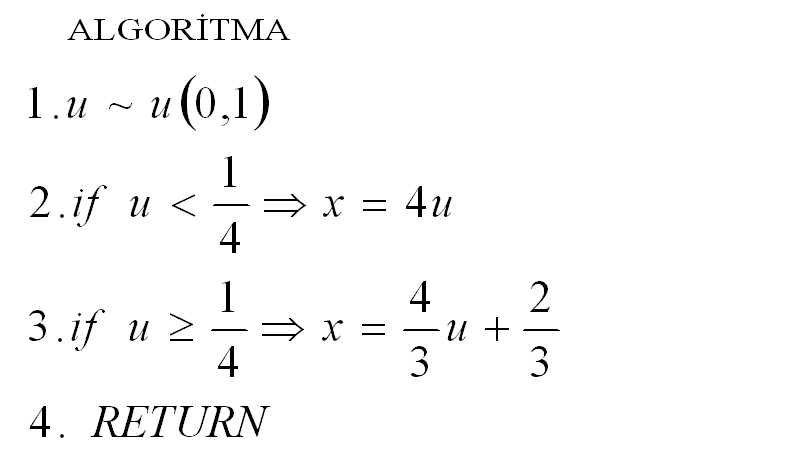 ALGORİTMA
1.u ~ u(0,1)
2.if u < 1/4 ⇒ x = 4u
3.if u ≥ 1/4 ⇒ x = 4/3 u + 2/3
4. RETURN